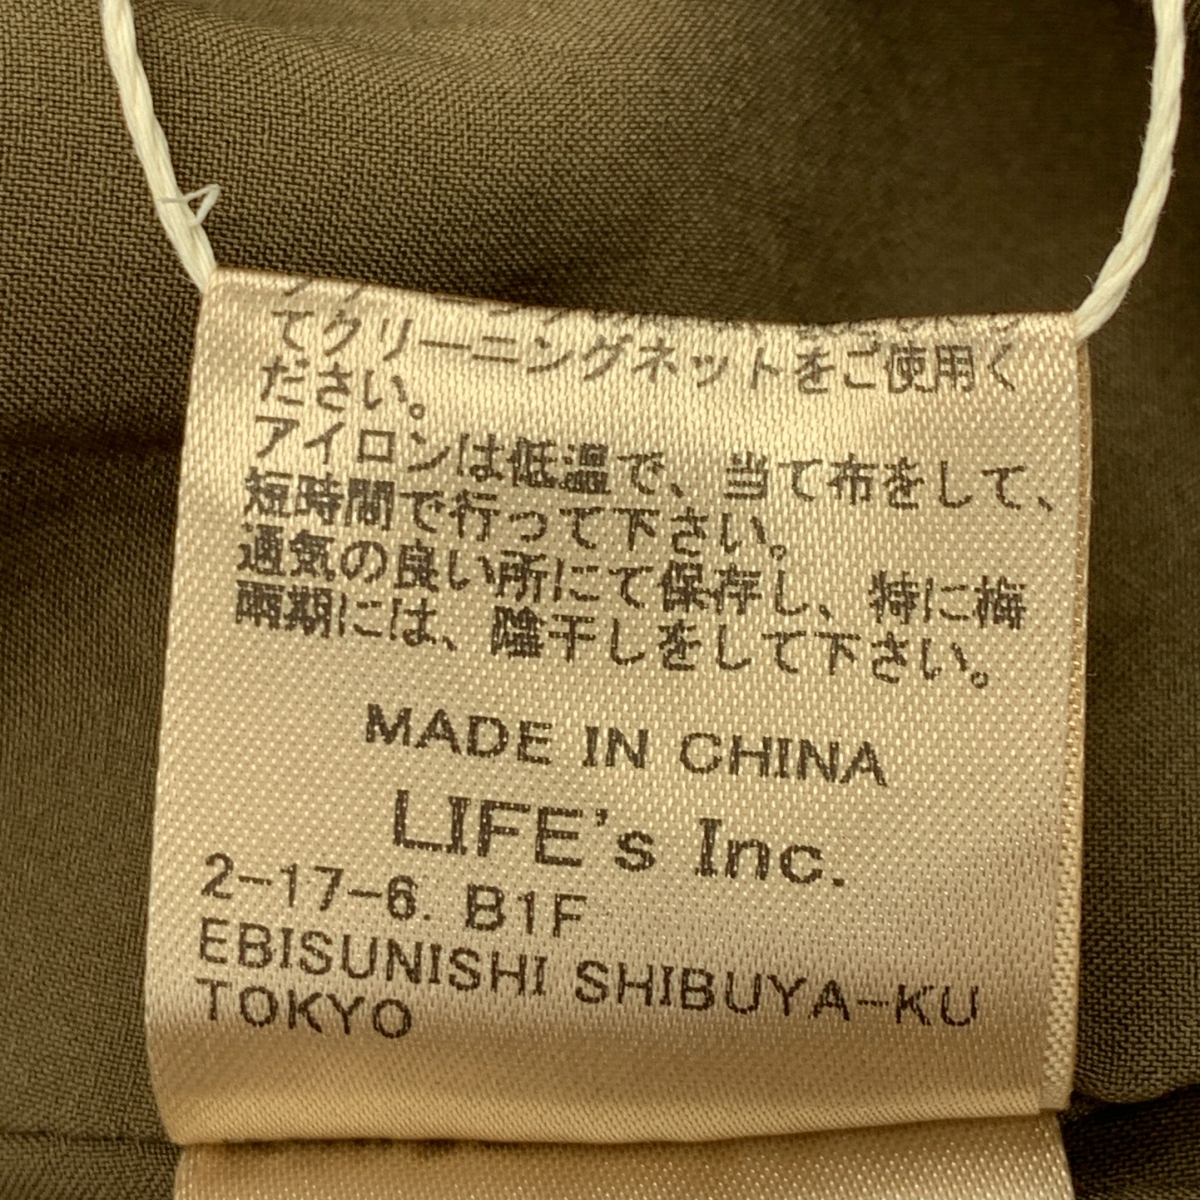 てクリーニングネットをご使用く
ださい。
アイロンは低温で、当て布をして、
短時間で行って下さい。
通気の良い所にて保存し、特に梅
雨期には、陰干しをして下さい。
MADE IN CHINA
LIFE's Inc.
2-17-6. B1F
EBISUNISHI SHIBUYA-KU
TOKYO